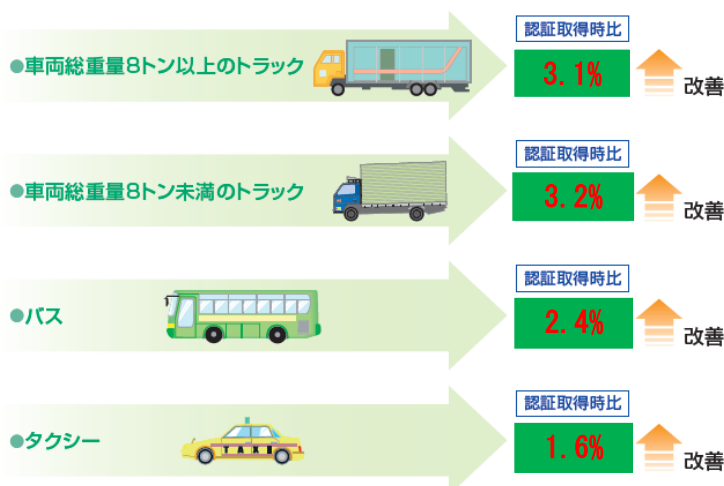 認証取得時比
●車両総重量8トン以上のトラック
3.1%
改善
認証取得時比
●車両総重量8トン未満のトラック
3.2%
改善
認証取得時比
●バス
2.4%
改善
認証取得時比
●タクシー
TAXI
1.6%
改善